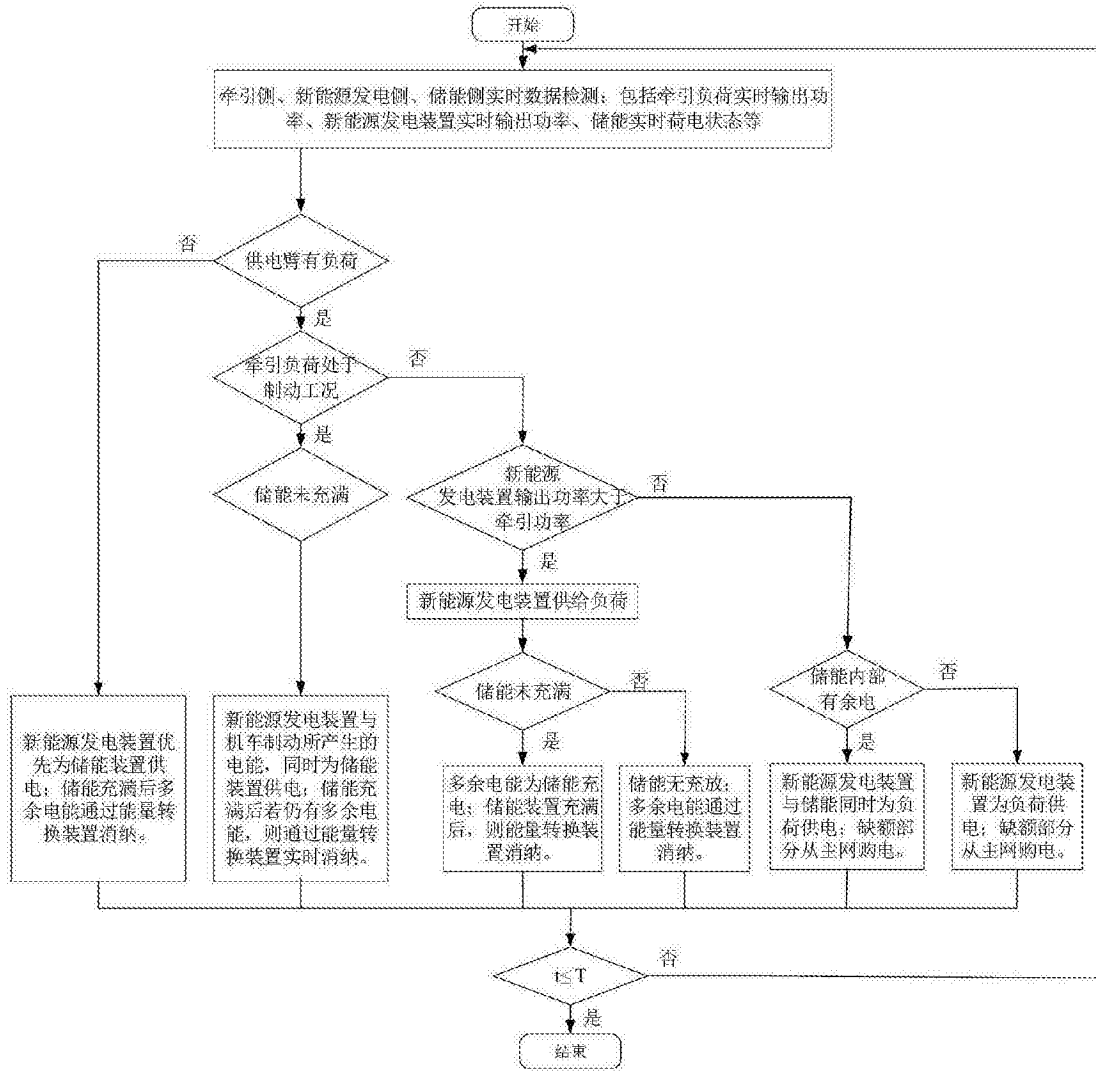 开始
牵引侧、新能源发电侧、储能侧实时数据检测：包括牵引负荷实时输出功
率、新能源发电装置实时输出功率、储能实时荷电状态等
否
供电臂有负荷
是
牵引负荷处于
制动工况
否
是
储能未充满
新能源
发电装置输出功率大于
牵引功率
否
是
新能源发电装置供给负荷
储能未充满
否
是
储能内部
有余电
否
是
新能源发电装置优
先为储能装置供
电；储能充满后多
余电能通过能量转
换装置消纳。
新能源发电装置与
机车制动所产生的
电能，同时为储能
装置供电；储能充
满后若仍有多余电
能，则通过能量转
换装置实时消纳。
多余电能为储能充
电；储能装置充满
后，则能量转换装
置消纳。
储能无充放；
多余电能通过
能量转换装置
消纳。
新能源发电装置
与储能同时为负
荷供电；缺额部
分从主网购电。
新能源发电装
置为负荷供
电；缺额部分
从主网购电。
t≤T
否
是
结束